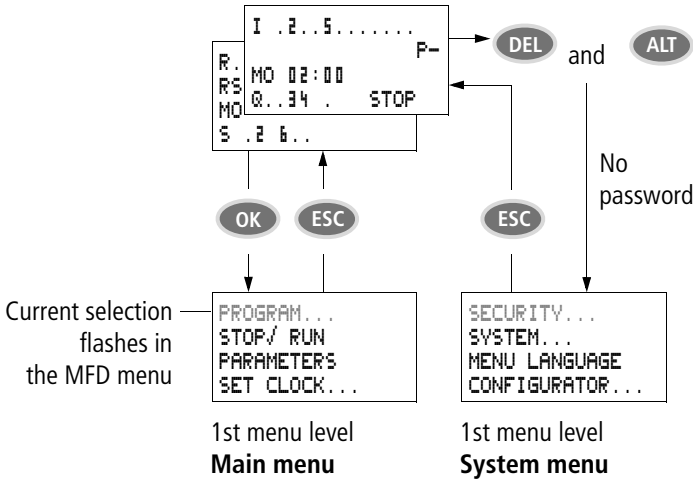 I .2..5.......
P-
MO 02:00
Q..34 . STOP
R.
RS
MO
S .2 6..
DEL
and
ALT
No
password
OK
ESC
ESC
Current selection
flashes in
the MFD menu
PROGRAM...
STOP√ RUN
PARAMETERS
SET CLOCK...
SECURITY...
SYSTEM...
MENU LANGUAGE
CONFIGURATOR...
1st menu level
Main menu
1st menu level
System menu